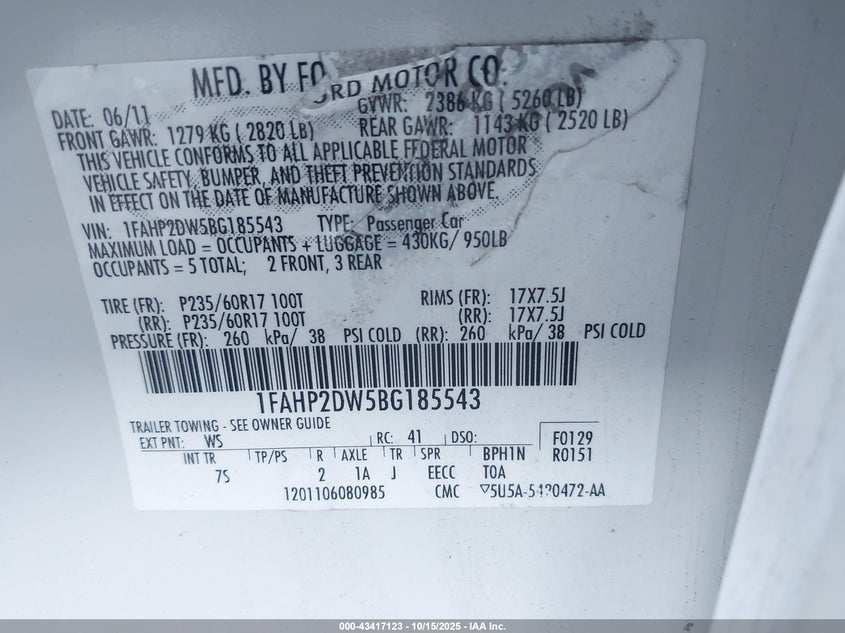 MFD. BY FORD MOTOR CO.
DATE: 06/11 GVWR: 2386 KG ( 5260 LB)
FRONT GAWR: 1279 KG ( 2820 LB) REAR GAWR: 1143 KG ( 2520 LB)
THIS VEHICLE CONFORMS TO ALL APPLICABLE FEDERAL MOTOR
VEHICLE SAFETY, BUMPER, AND THEFT PREVENTION STANDARDS
IN EFFECT ON THE DATE OF MANUFACTURE SHOWN ABOVE.
VIN: 1FAHP2DW5BG185543 TYPE: Passenger Car
MAXIMUM LOAD = OCCUPANTS + LUGGAGE = 430KG/ 950LB
OCCUPANTS = 5 TOTAL; 2 FRONT, 3 REAR
TIRE (FR): P235/60R17 100T RIMS (FR): 17X7.5J
(RR): P235/60R17 100T (RR): 17X7.5J
PRESSURE (FR): 260 kPa/ 38 PSI COLD (RR): 260 kPa/ 38 PSI COLD
1FAHP2DW5BG185543
TRAILER TOWING - SEE OWNER GUIDE
EXT PNT: WS RC: 41 DSO: F0129
INT TR TP/PS R AXLE TR SPR BPH1N R0151
7S 2 1A J EECC TOA
1201106080985 CMC
000-43417123 - 10/15/2025 - IAA Inc.